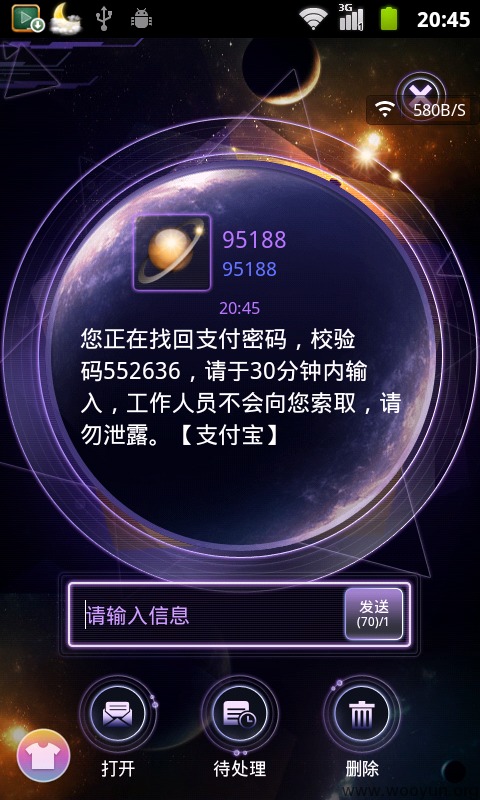 3G
20:45
580B/S
95188
95188
20:45
您正在找回支付密码，校验
码552636，请于30分钟内输
入，工作人员不会向您索取，请
勿泄露。【支付宝】
请输入信息
发送
(70)/1
打开
待处理
删除
www.wooyun.org